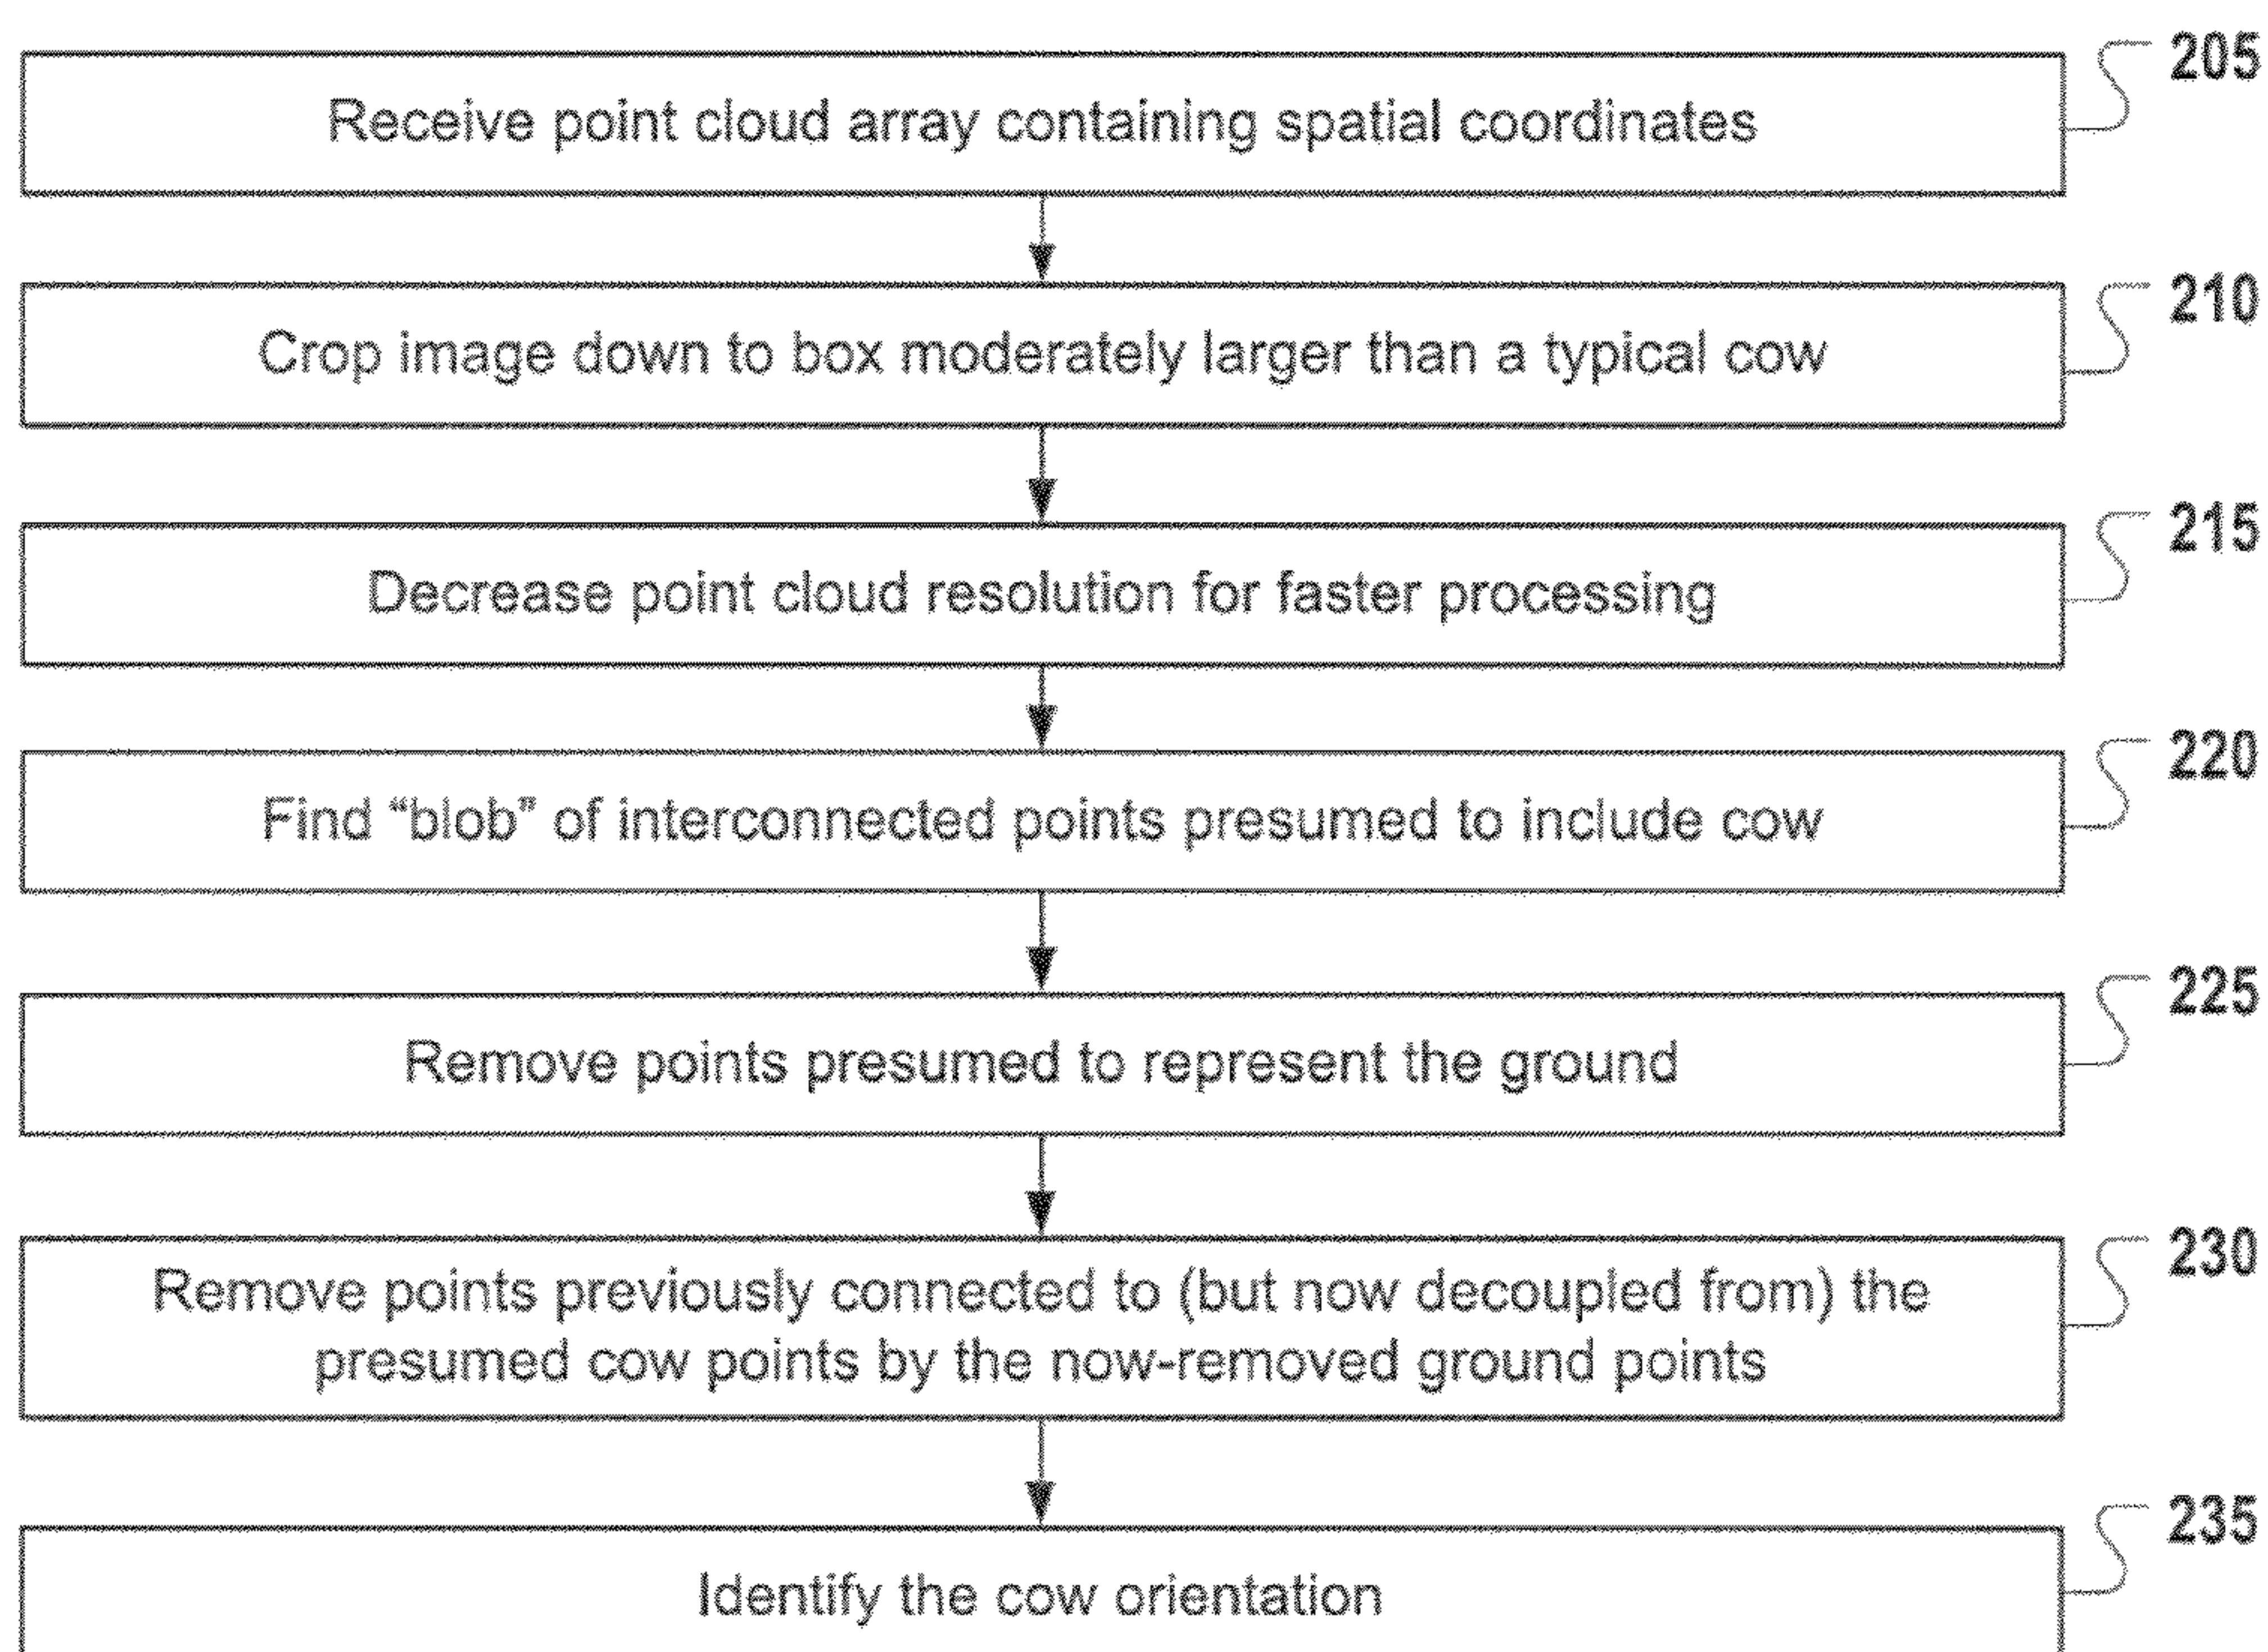 205
Receive point cloud array containing spatial coordinates
210
Crop image down to box moderately larger than a typical cow
215
Decrease point cloud resolution for faster processing
220
Find “blob” of interconnected points presumed to include cow
225
Remove points presumed to represent the ground
230
Remove points previously connected to (but now decoupled from) the
presumed cow points by the now-removed ground points
235
Identify the cow orientation